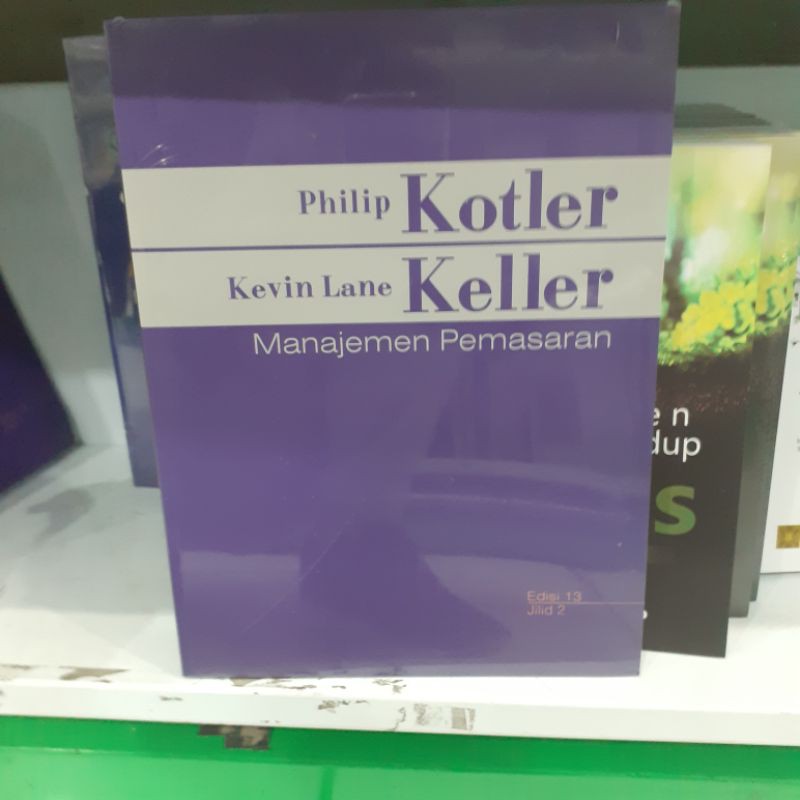 Philip Kotler
Kevin Lane Keller
Manajemen Pemasaran
Edisi 13
Jilid 2